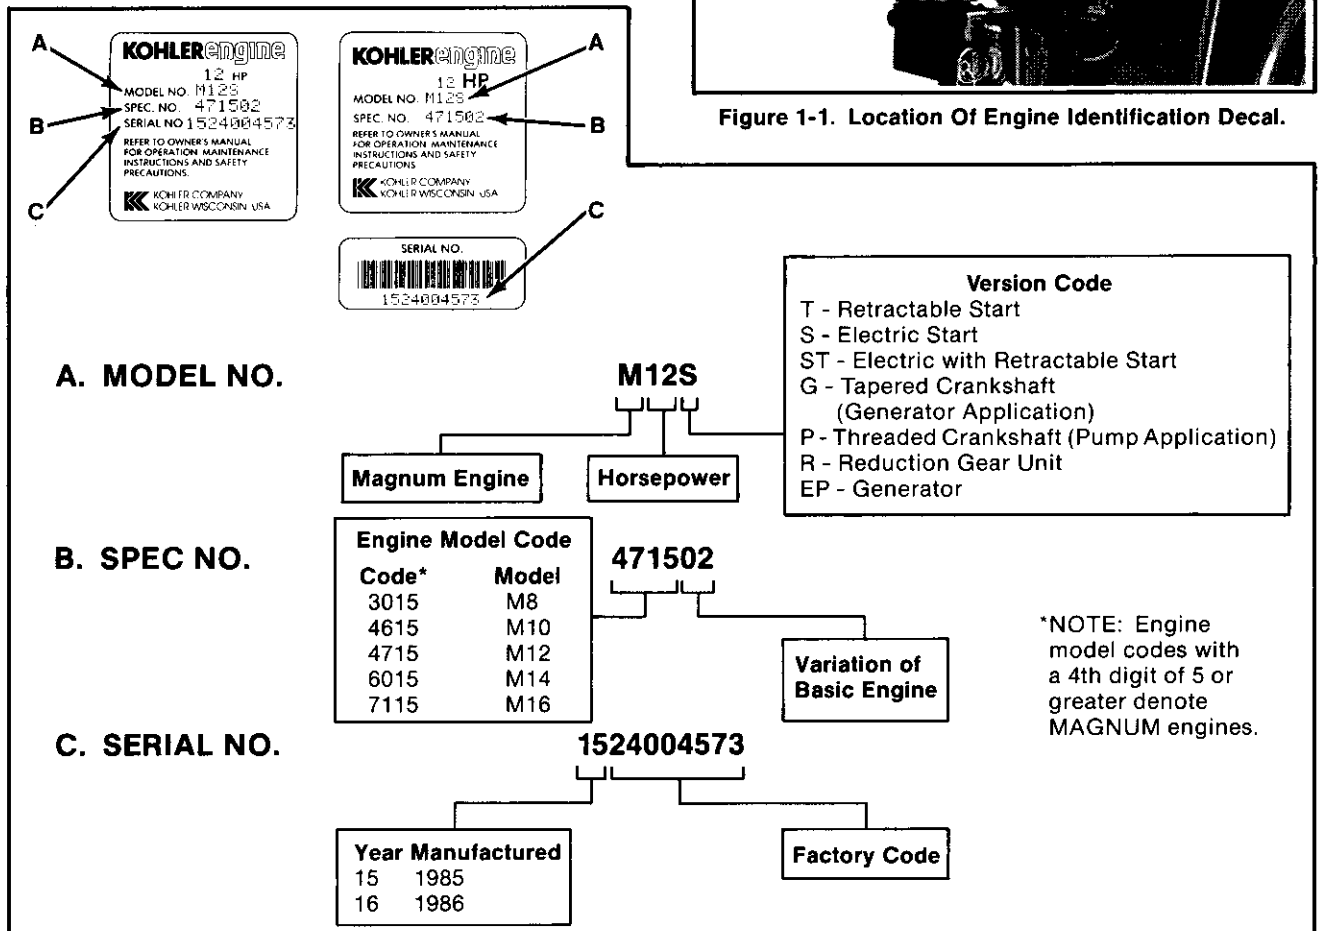 A
KOHLERengine
12 HP
MODEL NO. M12S
SPEC. NO. 471502
B
SERIAL NO 1524004573
REFER TO OWNER'S MANUAL
FOR OPERATION MAINTENANCE
INSTRUCTIONS AND SAFETY
PRECAUTIONS.
KOHLER COMPANY
KOHLER WISCONSIN USA
C
A
KOHLERengine
12 HP
MODEL NO. M12S
SPEC. NO. 471502
B
REFER TO OWNER'S MANUAL
FOR OPERATION MAINTENANCE
INSTRUCTIONS AND SAFETY
PRECAUTIONS
KOHLER COMPANY
KOHLER WISCONSIN USA
C
SERIAL NO.
1524004573
Figure 1-1. Location Of Engine Identification Decal.
Version Code
T - Retractable Start
S - Electric Start
ST - Electric with Retractable Start
G - Tapered Crankshaft
(Generator Application)
P - Threaded Crankshaft (Pump Application)
R - Reduction Gear Unit
EP - Generator
A. MODEL NO.
M12S
Magnum Engine
Horsepower
B. SPEC NO.
Engine Model Code
Code* Model
3015 M8
4615 M10
4715 M12
6015 M14
7115 M16
471502
Variation of
Basic Engine
*NOTE: Engine
model codes with
a 4th digit of 5 or
greater denote
MAGNUM engines.
C. SERIAL NO.
1524004573
Year Manufactured
15 1985
16 1986
Factory Code